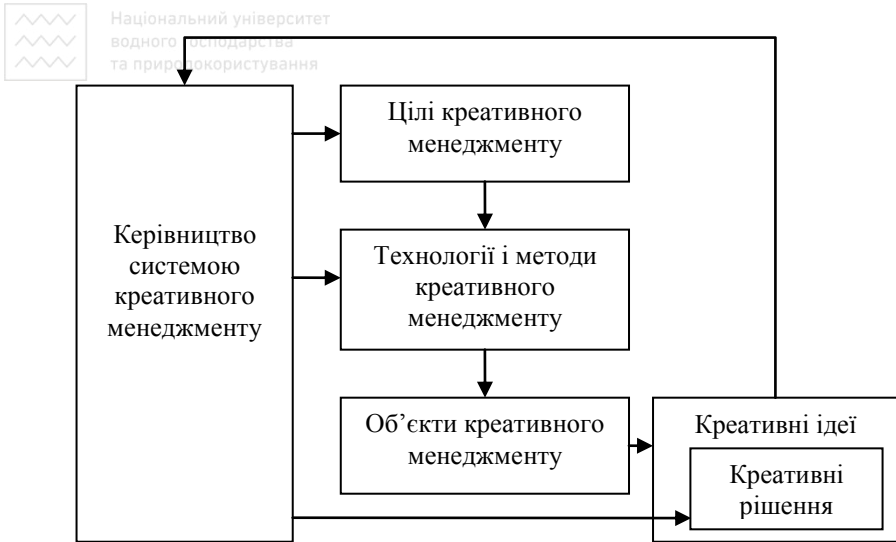 Національний університет
водного господарства
та природокористування
Цілі креативного
менеджменту
Керівництво
системою
креативного
менеджменту
Технології і методи
креативного
менеджменту
Об’єкти креативного
менеджменту
Креативні ідеї
Креативні
рішення